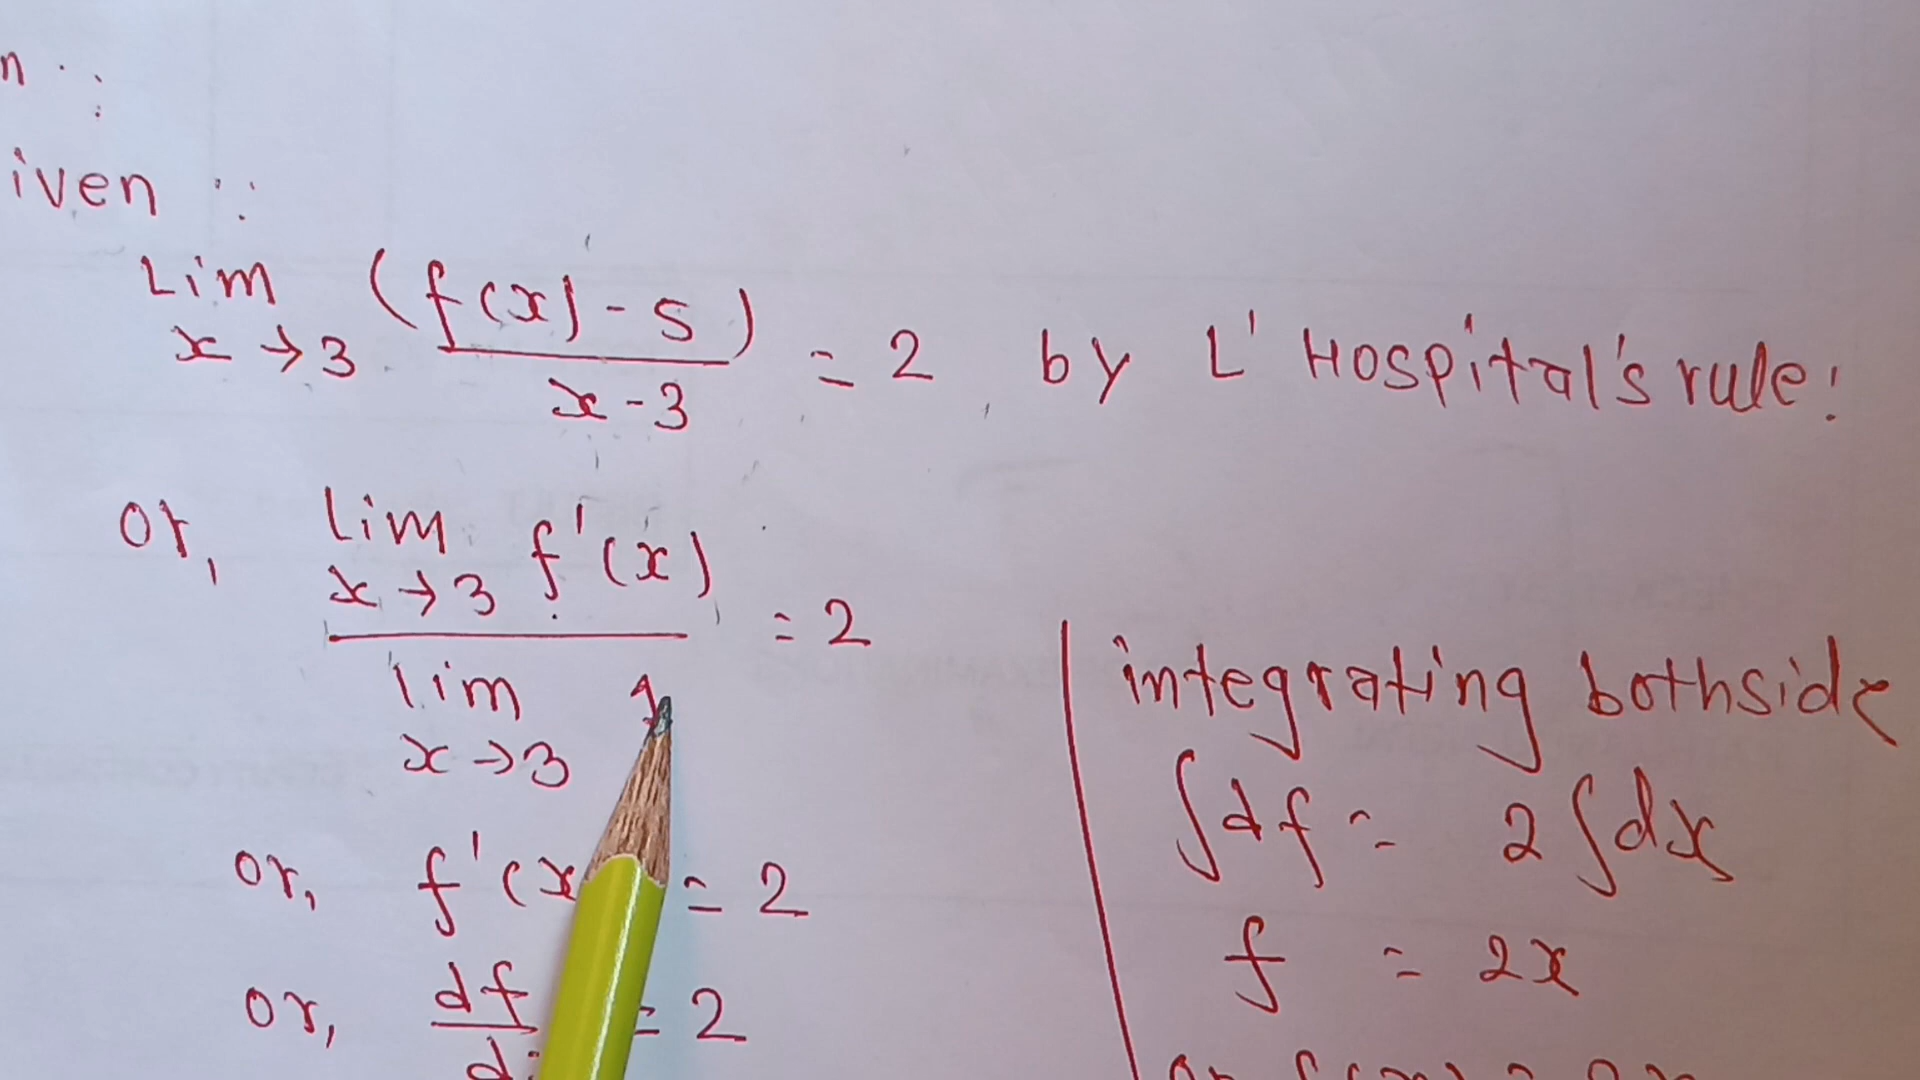 n :
iven ::
Lim x→3 (f(x) - 5) / x-3 = 2 by L' Hospital's rule:
or, lim x→3 f'(x) / lim x→3 1 = 2
or, f'(x = 2
or, df = 2
integrating bothside
∫df = 2∫dx
f = 2x